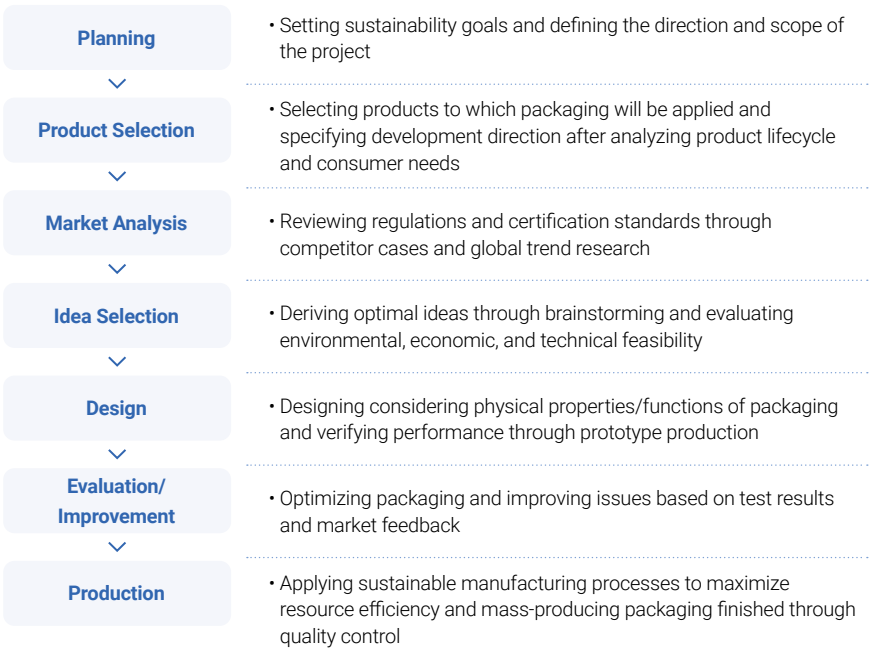 Planning
• Setting sustainability goals and defining the direction and scope of
the project
Product Selection
• Selecting products to which packaging will be applied and
specifying development direction after analyzing product lifecycle
and consumer needs
Market Analysis
• Reviewing regulations and certification standards through
competitor cases and global trend research
Idea Selection
• Deriving optimal ideas through brainstorming and evaluating
environmental, economic, and technical feasibility
Design
• Designing considering physical properties/functions of packaging
and verifying performance through prototype production
Evaluation/
Improvement
• Optimizing packaging and improving issues based on test results
and market feedback
Production
• Applying sustainable manufacturing processes to maximize
resource efficiency and mass-producing packaging finished through
quality control